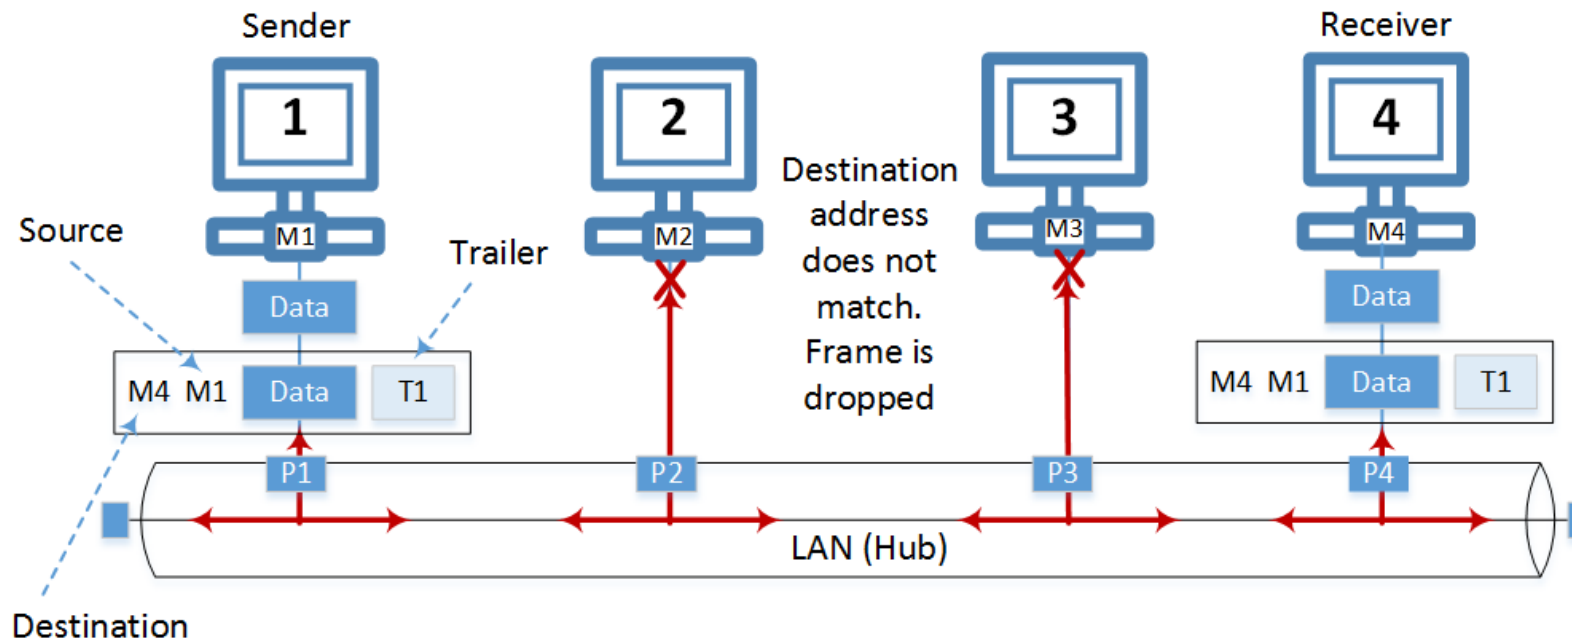 Sender
Receiver
1
2
3
4
Destination
address
does not
match.
Frame is
dropped
M1
M2
M3
M4
Source
Trailer
Data
Data
M4 M1 Data T1
M4 M1 Data T1
P1
P2
P3
P4
LAN (Hub)
Destination